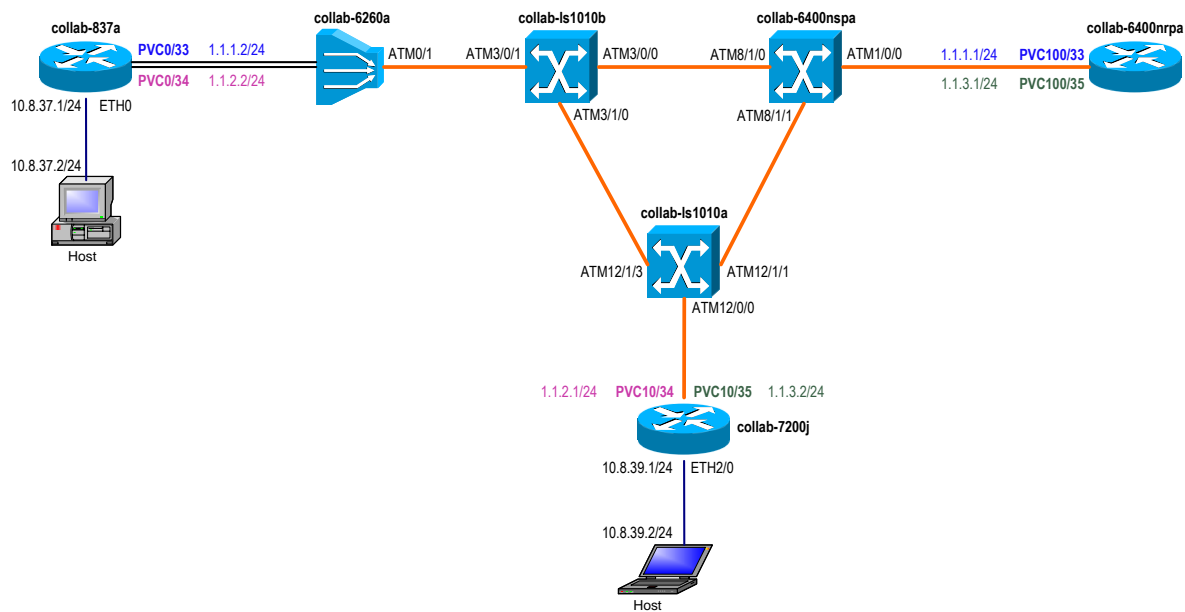 collab-6260a
collab-ls1010b
collab-6400nspa
collab-6400nrpa
collab-837a
PVC0/33 1.1.1.2/24
ATM0/1
ATM3/0/1
ATM3/0/0
ATM8/1/0
ATM1/0/0
1.1.1.1/24 PVC100/33
PVC0/34 1.1.2.2/24
1.1.3.1/24 PVC100/35
10.8.37.1/24 ETH0
ATM3/1/0
ATM8/1/1
10.8.37.2/24
Host
collab-ls1010a
ATM12/1/3
ATM12/1/1
ATM12/0/0
1.1.2.1/24 PVC10/34 PVC10/35 1.1.3.2/24
collab-7200j
10.8.39.1/24 ETH2/0
10.8.39.2/24
Host